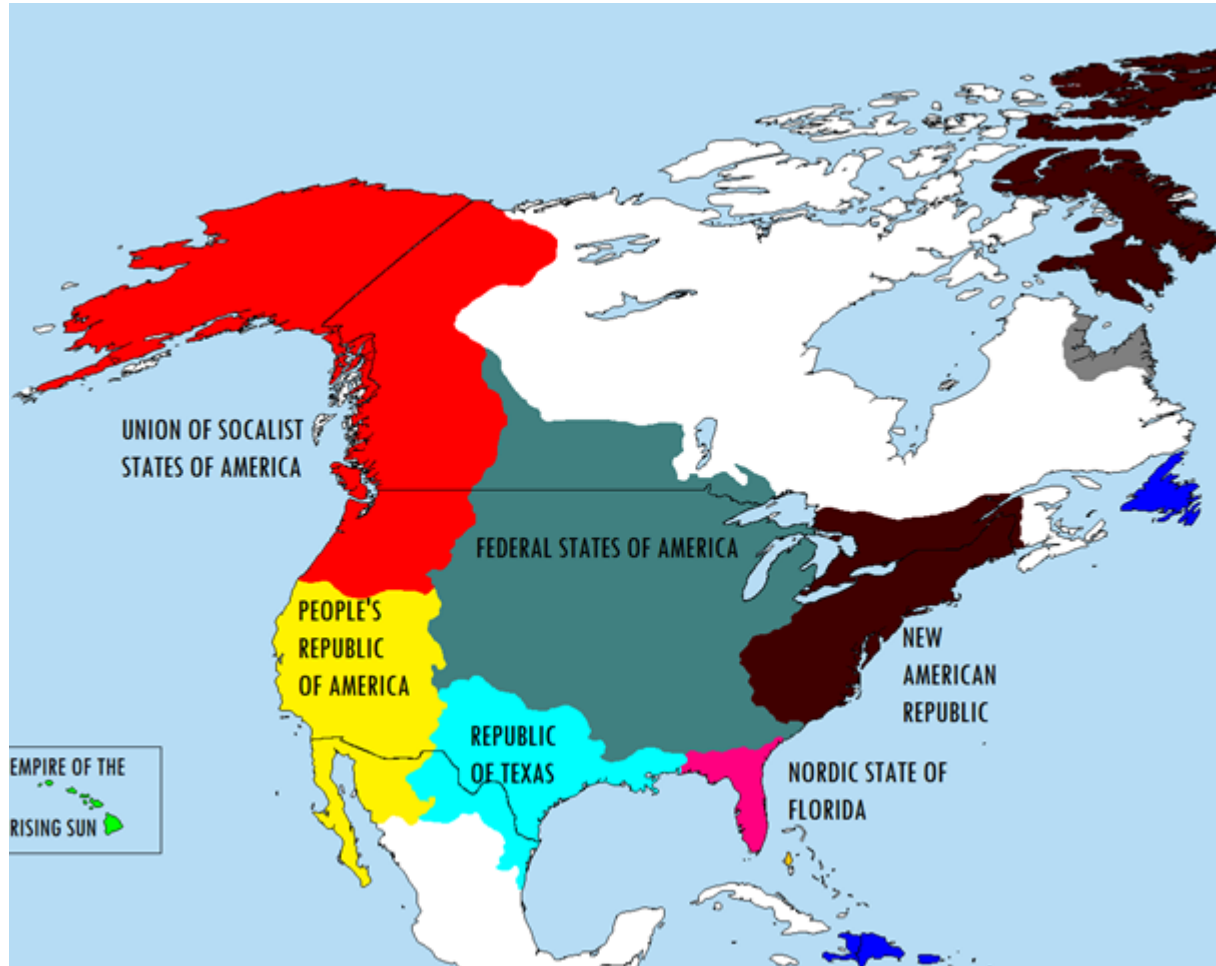 UNION OF SOCALIST
STATES OF AMERICA
FEDERAL STATES OF AMERICA
PEOPLE'S
REPUBLIC
OF AMERICA
NEW
AMERICAN
REPUBLIC
REPUBLIC
OF TEXAS
NORDIC STATE OF
FLORIDA
EMPIRE OF THE
RISING SUN